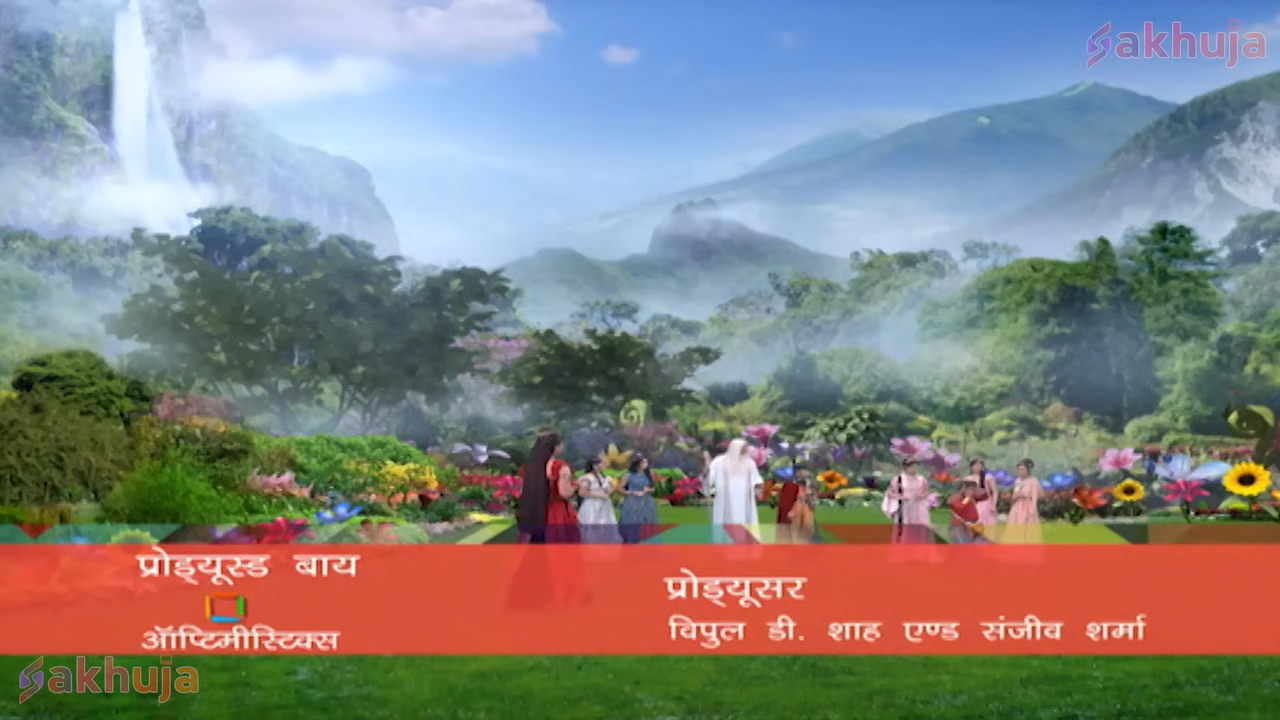 Sakhuja
प्रोड्यूस्ड बाय
ऑप्टिमीस्टिक्स
प्रोड्यूसर
विपुल डी. शाह एण्ड संजीव शर्मा
Sakhuja